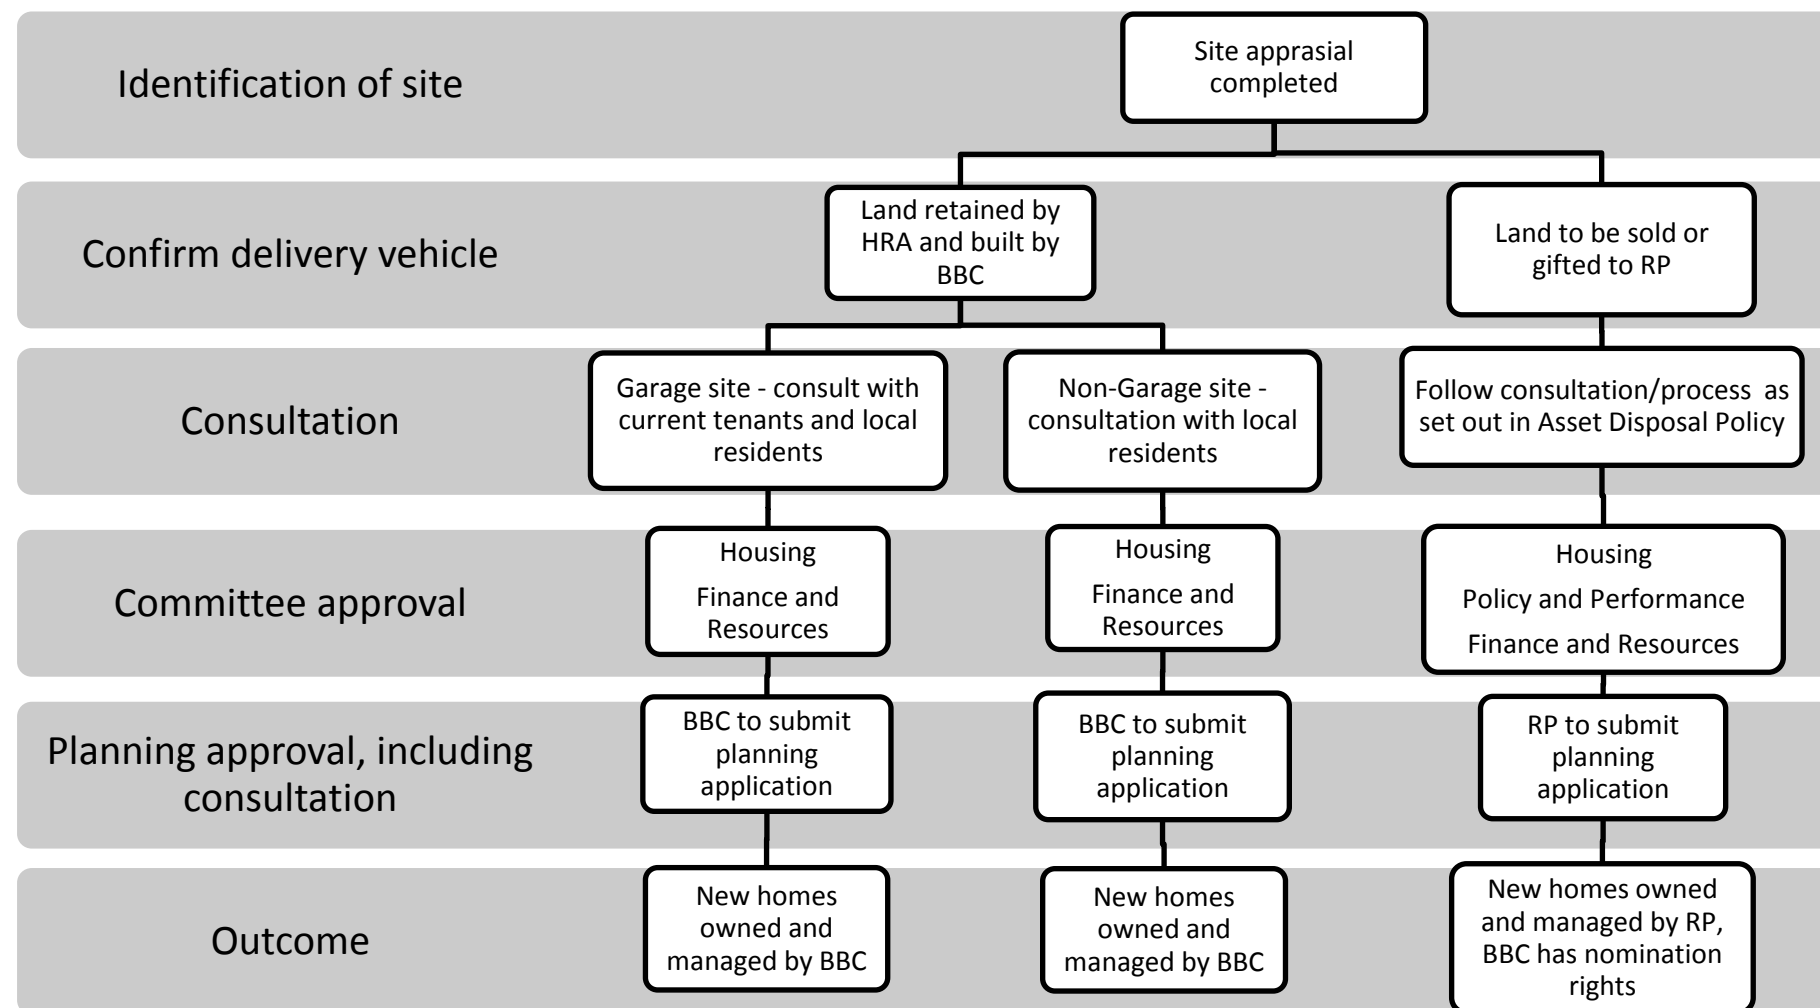 Identification of site
Site apprasial
completed
Confirm delivery vehicle
Land retained by
HRA and built by
BBC
Land to be sold or
gifted to RP
Consultation
Garage site - consult with
current tenants and local
residents
Non-Garage site -
consultation with local
residents
Follow consultation/process as
set out in Asset Disposal Policy
Committee approval
Housing
Finance and
Resources
Housing
Finance and
Resources
Housing
Policy and Performance
Finance and Resources
Planning approval, including
consultation
BBC to submit
planning
application
BBC to submit
planning
application
RP to submit
planning
application
Outcome
New homes
owned and
managed by BBC
New homes
owned and
managed by BBC
New homes owned
and managed by RP,
BBC has nomination
rights